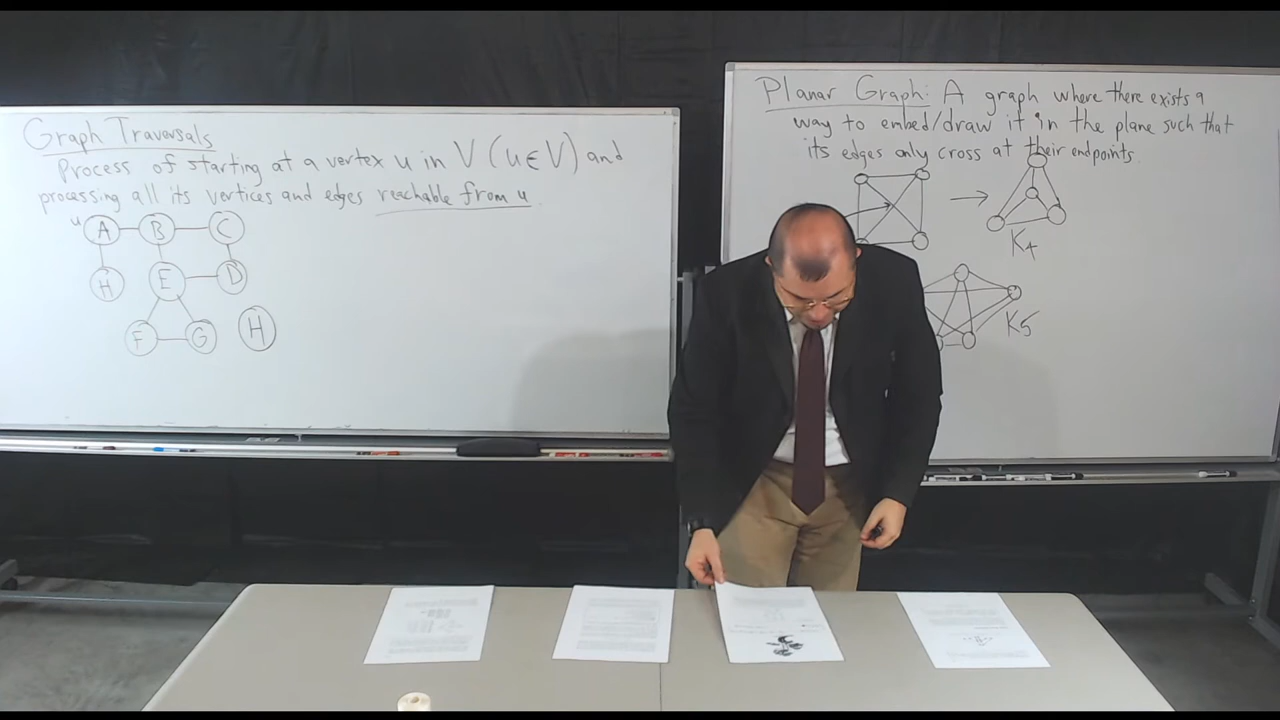 Graph Traversals
Process of starting at a vertex u in V (u∈V) and
processing all its vertices and edges reachable from u
u
A B C
H E D
F G H
Planar Graph: A graph where there exists a
way to embed/draw it in the plane such that
its edges only cross at their endpoints.
K4
K5